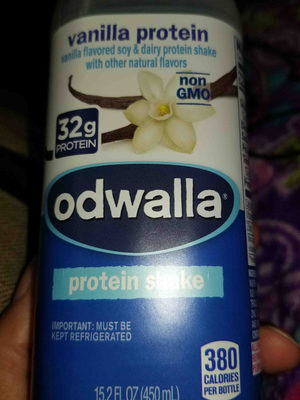 vanilla protein
vanilla flavored soy & dairy protein shake
with other natural flavors
non
GMO
32g
PROTEIN
odwalla®
protein shake
IMPORTANT: MUST BE
KEPT REFRIGERATED
380
CALORIES
PER BOTTLE
15.2 FL OZ (450 mL)